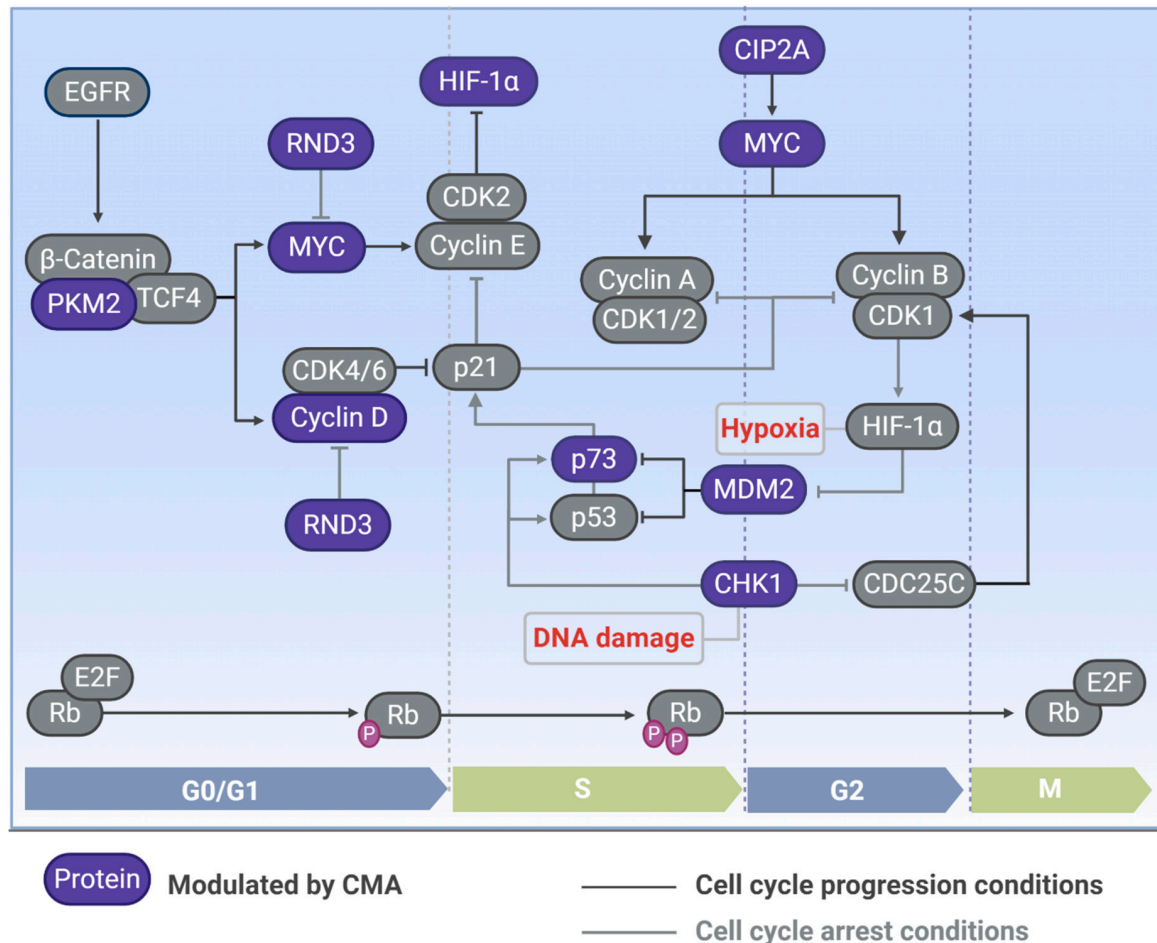 CIP2A
HIF-1α
EGFR
RND3
MYC
CDK2
β-Catenin
MYC
Cyclin E
Cyclin A
Cyclin B
PKM2
TCF4
CDK1/2
CDK1
CDK4/6
p21
Cyclin D
Hypoxia
HIF-1α
p73
MDM2
RND3
p53
CHK1
CDC25C
DNA damage
E2F
E2F
Rb
Rb
Rb
Rb
P
P
P
G0/G1
S
G2
M
Protein
Modulated by CMA
Cell cycle progression conditions
Cell cycle arrest conditions